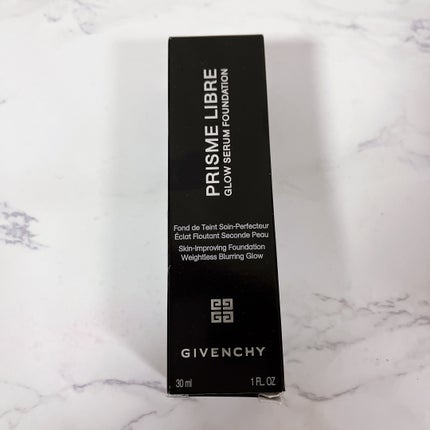 PRISME LIBRE
GLOW SERUM FOUNDATION
Fond de Teint Soin-Perfecteur
Éclat Floutant Seconde Peau
Skin-Improving Foundation
Weightless Blurring Glow
GIVENCHY
30 ml 1 FL. OZ